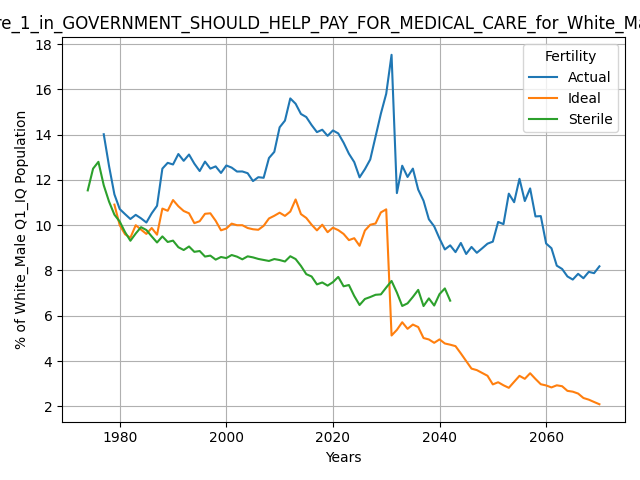 re_1_in_GOVERNMENT_SHOULD_HELP_PAY_FOR_MEDICAL_CARE_for_White_Ma
18
16
14
12
10
8
6
4
2
% of White_Male Q1_IQ Population
Fertility
Actual
Ideal
Sterile
1980 2000 2020 2040 2060
Years